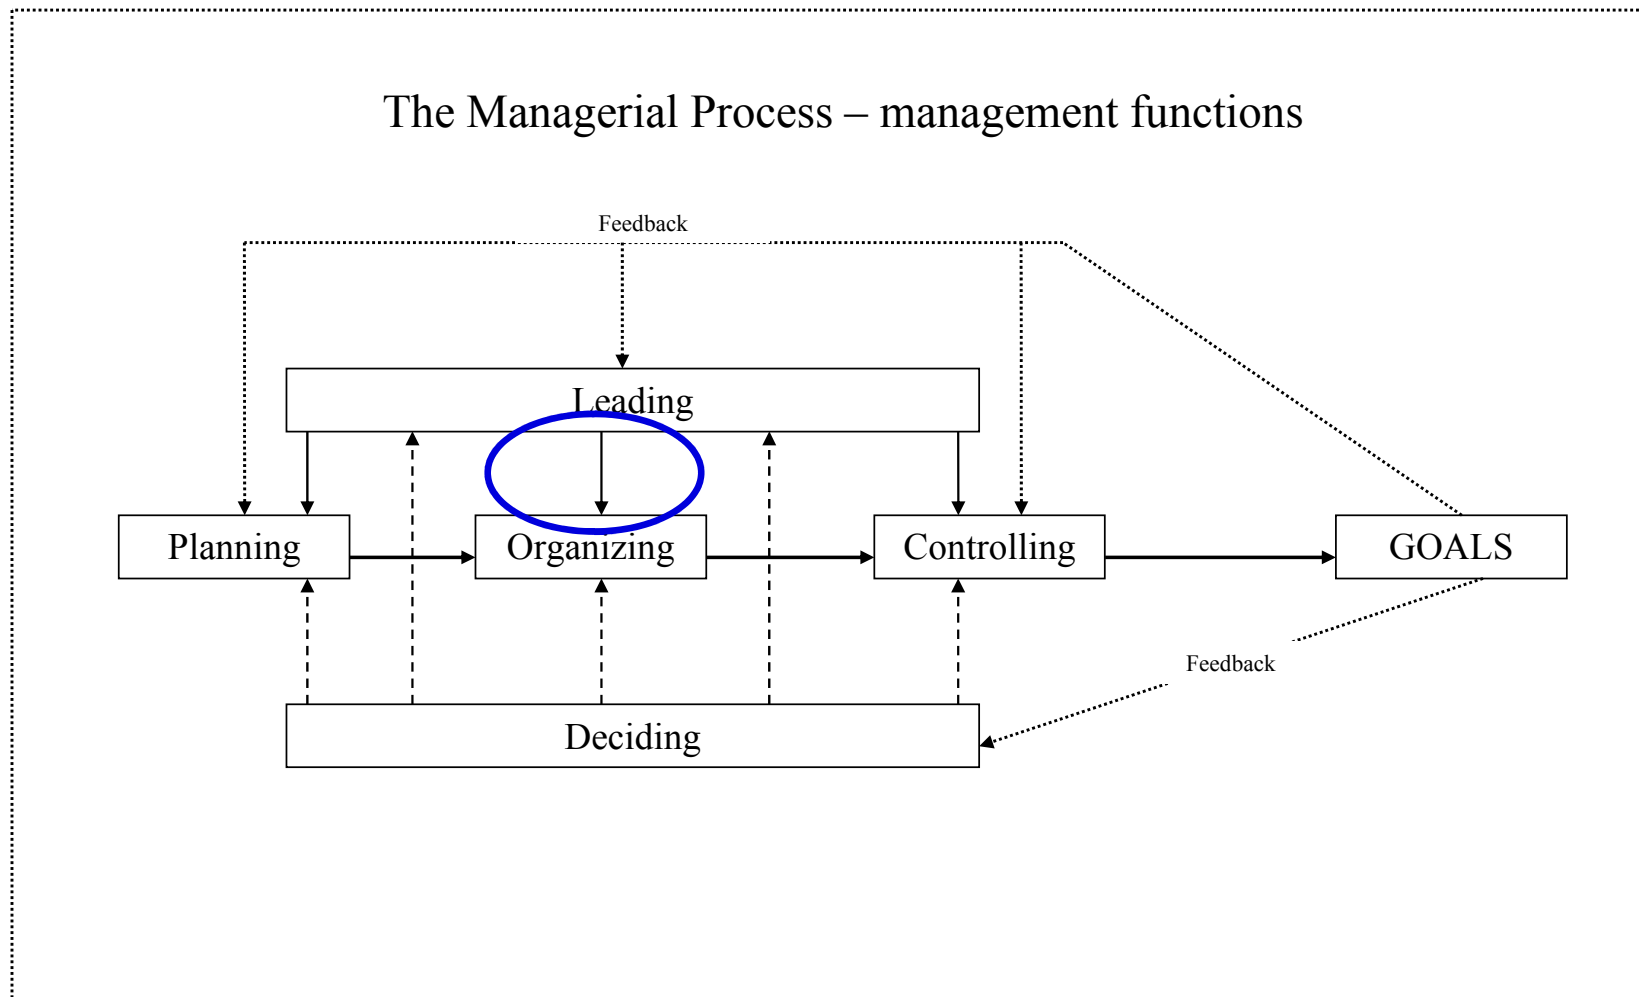 The Managerial Process – management functions
Feedback
Leading
Planning
Organizing
Controlling
GOALS
Feedback
Deciding